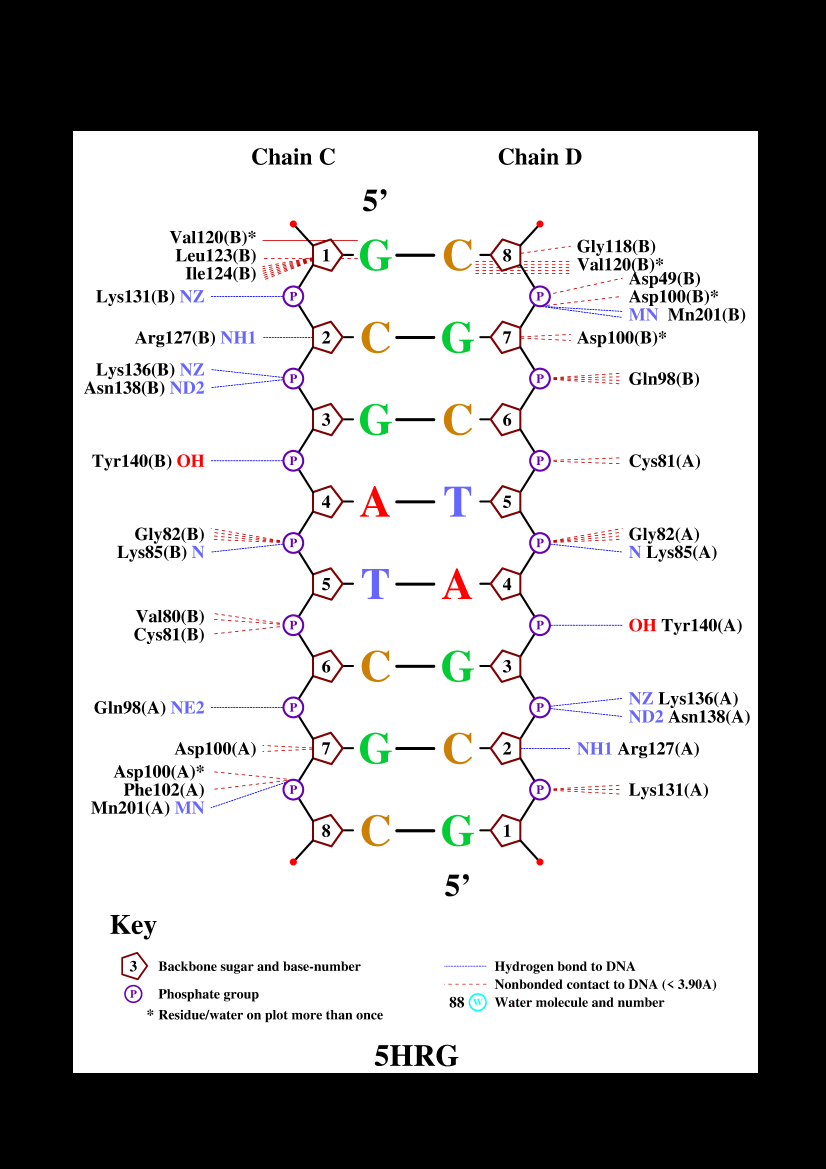 Chain C Chain D
5’
Val120(B)* 1 G C 8 Gly118(B)
Leu123(B) Val120(B)*
Ile124(B) Asp49(B)
Lys131(B) NZ P P Asp100(B)*
MN Mn201(B)
Arg127(B) NH1 2 C G 7 Asp100(B)*
Lys136(B) NZ P P Gln98(B)
Asn138(B) ND2
3 G C 6
Tyr140(B) OH P P Cys81(A)
4 A T 5
Gly82(B) P P Gly82(A)
Lys85(B) N N Lys85(A)
5 T A 4
Val80(B) P P OH Tyr140(A)
Cys81(B)
6 C G 3
Gln98(A) NE2 P P NZ Lys136(A)
ND2 Asn138(A)
Asp100(A) 7 G C 2 NH1 Arg127(A)
Asp100(A)*
Phe102(A) P P Lys131(A)
Mn201(A) MN
8 C G 1
5’
Key
3 Backbone sugar and base-number Hydrogen bond to DNA
Nonbonded contact to DNA (< 3.90A)
P Phosphate group 88 W Water molecule and number
* Residue/water on plot more than once
5HRG